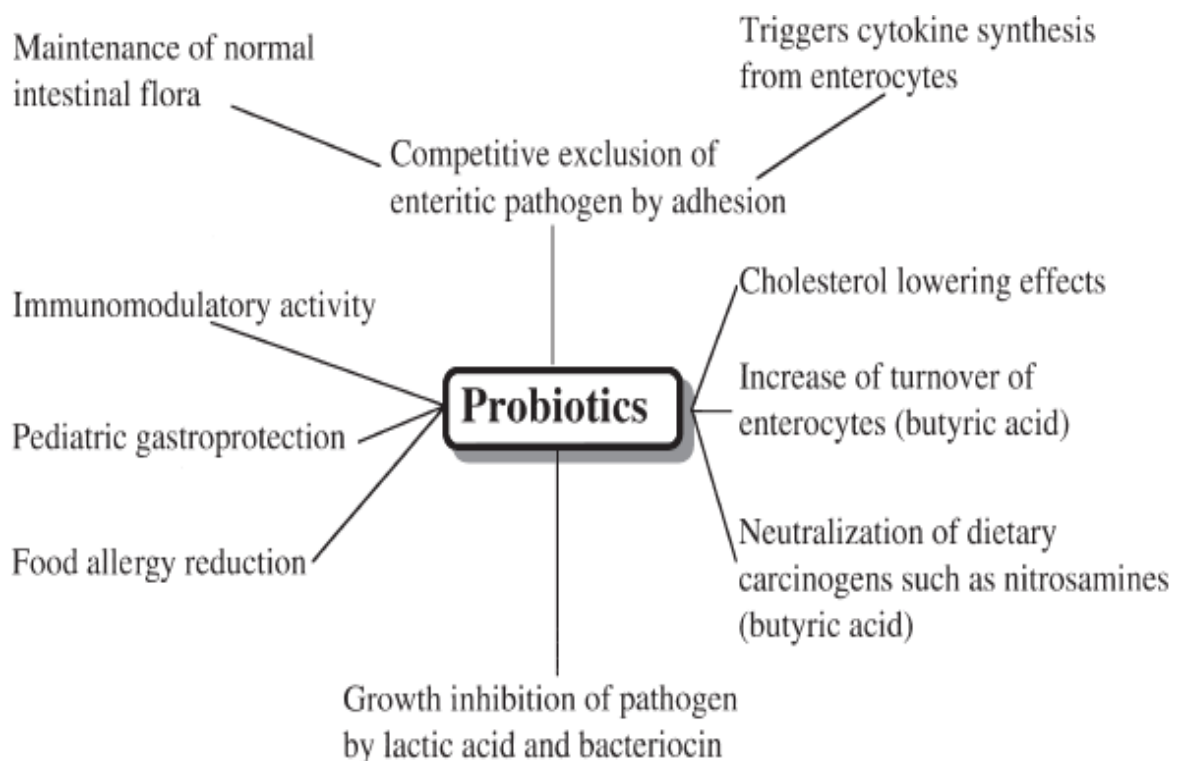 Maintenance of normal
intestinal flora
Triggers cytokine synthesis
from enterocytes
Competitive exclusion of
enteritic pathogen by adhesion
Immunomodulatory activity
Pediatric gastroprotection
Food allergy reduction
Probiotics
Cholesterol lowering effects
Increase of turnover of
enterocytes (butyric acid)
Neutralization of dietary
carcinogens such as nitrosamines
(butyric acid)
Growth inhibition of pathogen
by lactic acid and bacteriocin